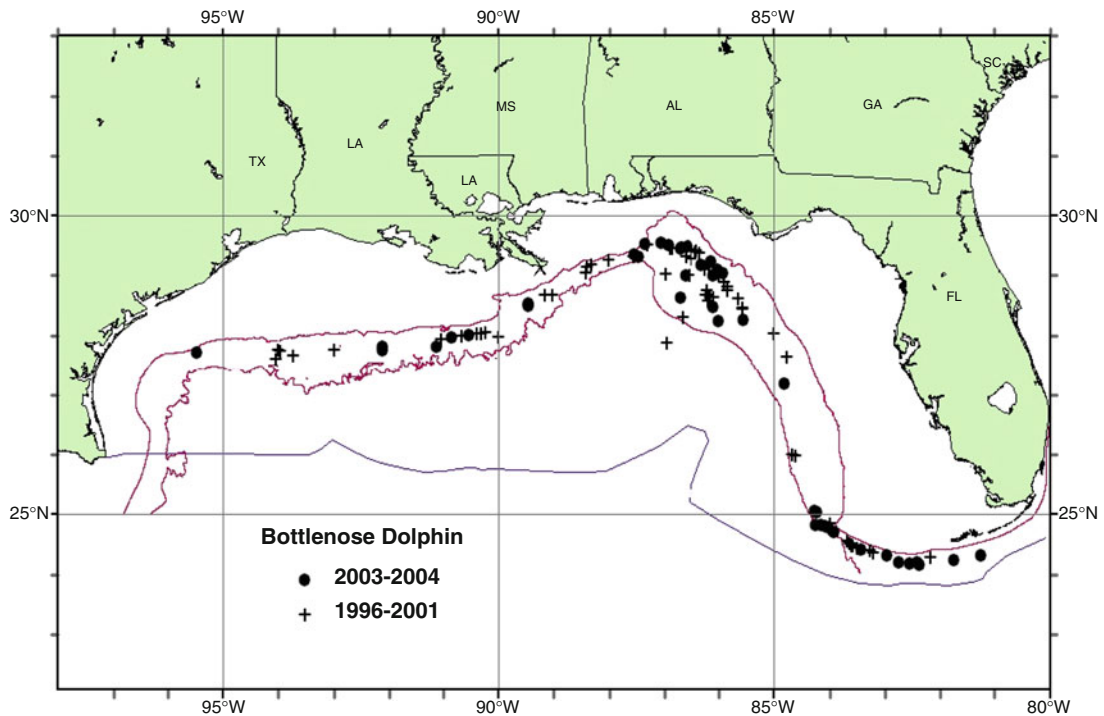 95°W 90°W 85°W
SC
MS AL GA
LA
TX
LA
30°N 30°N
FL
25°N 25°N
Bottlenose Dolphin
2003-2004
1996-2001
95°W 90°W 85°W 80°W